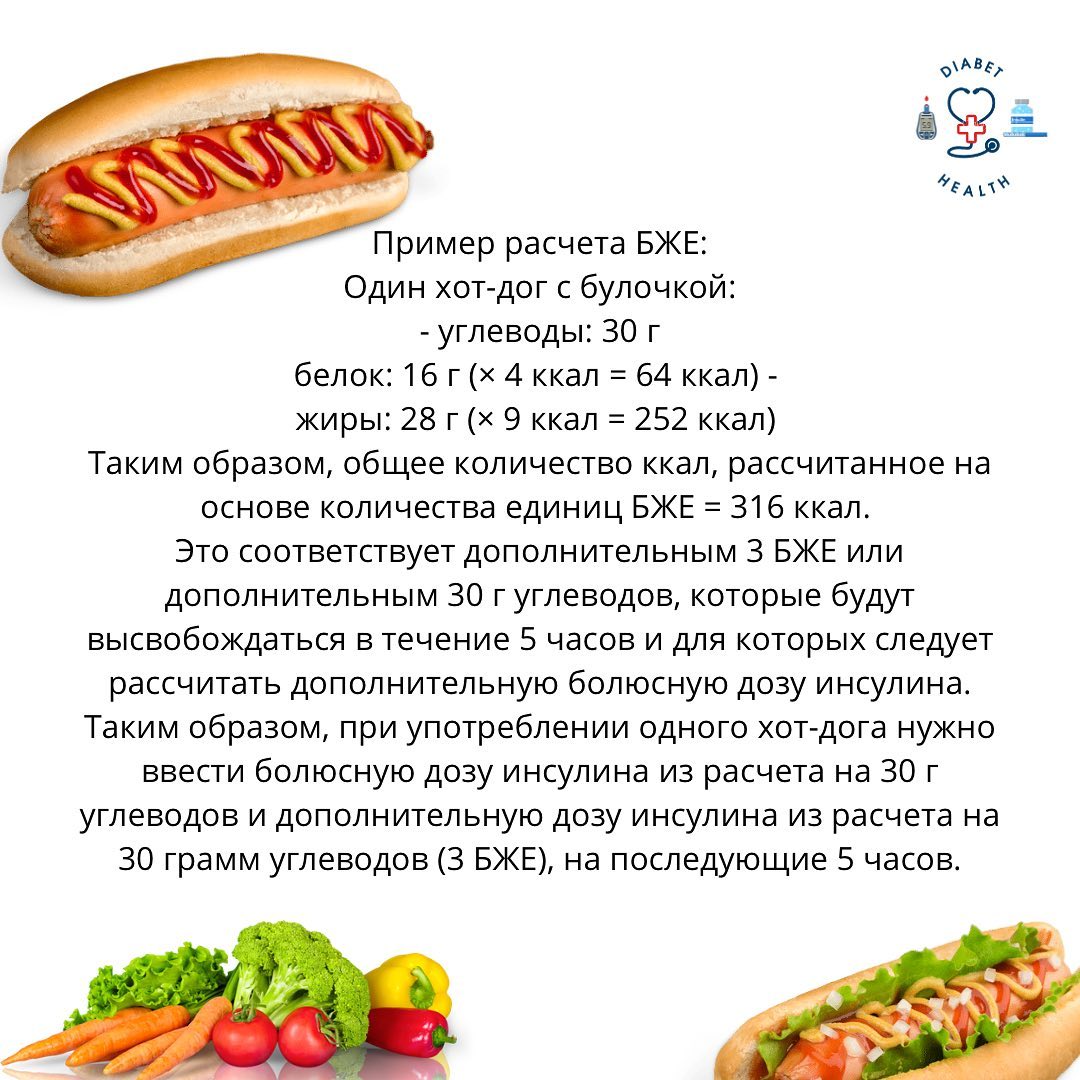 DIABET
HEALTH
Пример расчета БЖЕ:
Один хот-дог с булочкой:
- углеводы: 30 г
белок: 16 г (× 4 ккал = 64 ккал) -
жиры: 28 г (× 9 ккал = 252 ккал)
Таким образом, общее количество ккал, рассчитанное на
основе количества единиц БЖЕ = 316 ккал.
Это соответствует дополнительным 3 БЖЕ или
дополнительным 30 г углеводов, которые будут
высвобождаться в течение 5 часов и для которых следует
рассчитать дополнительную болюсную дозу инсулина.
Таким образом, при употреблении одного хот-дога нужно
ввести болюсную дозу инсулина из расчета на 30 г
углеводов и дополнительную дозу инсулина из расчета на
30 грамм углеводов (3 БЖЕ), на последующие 5 часов.